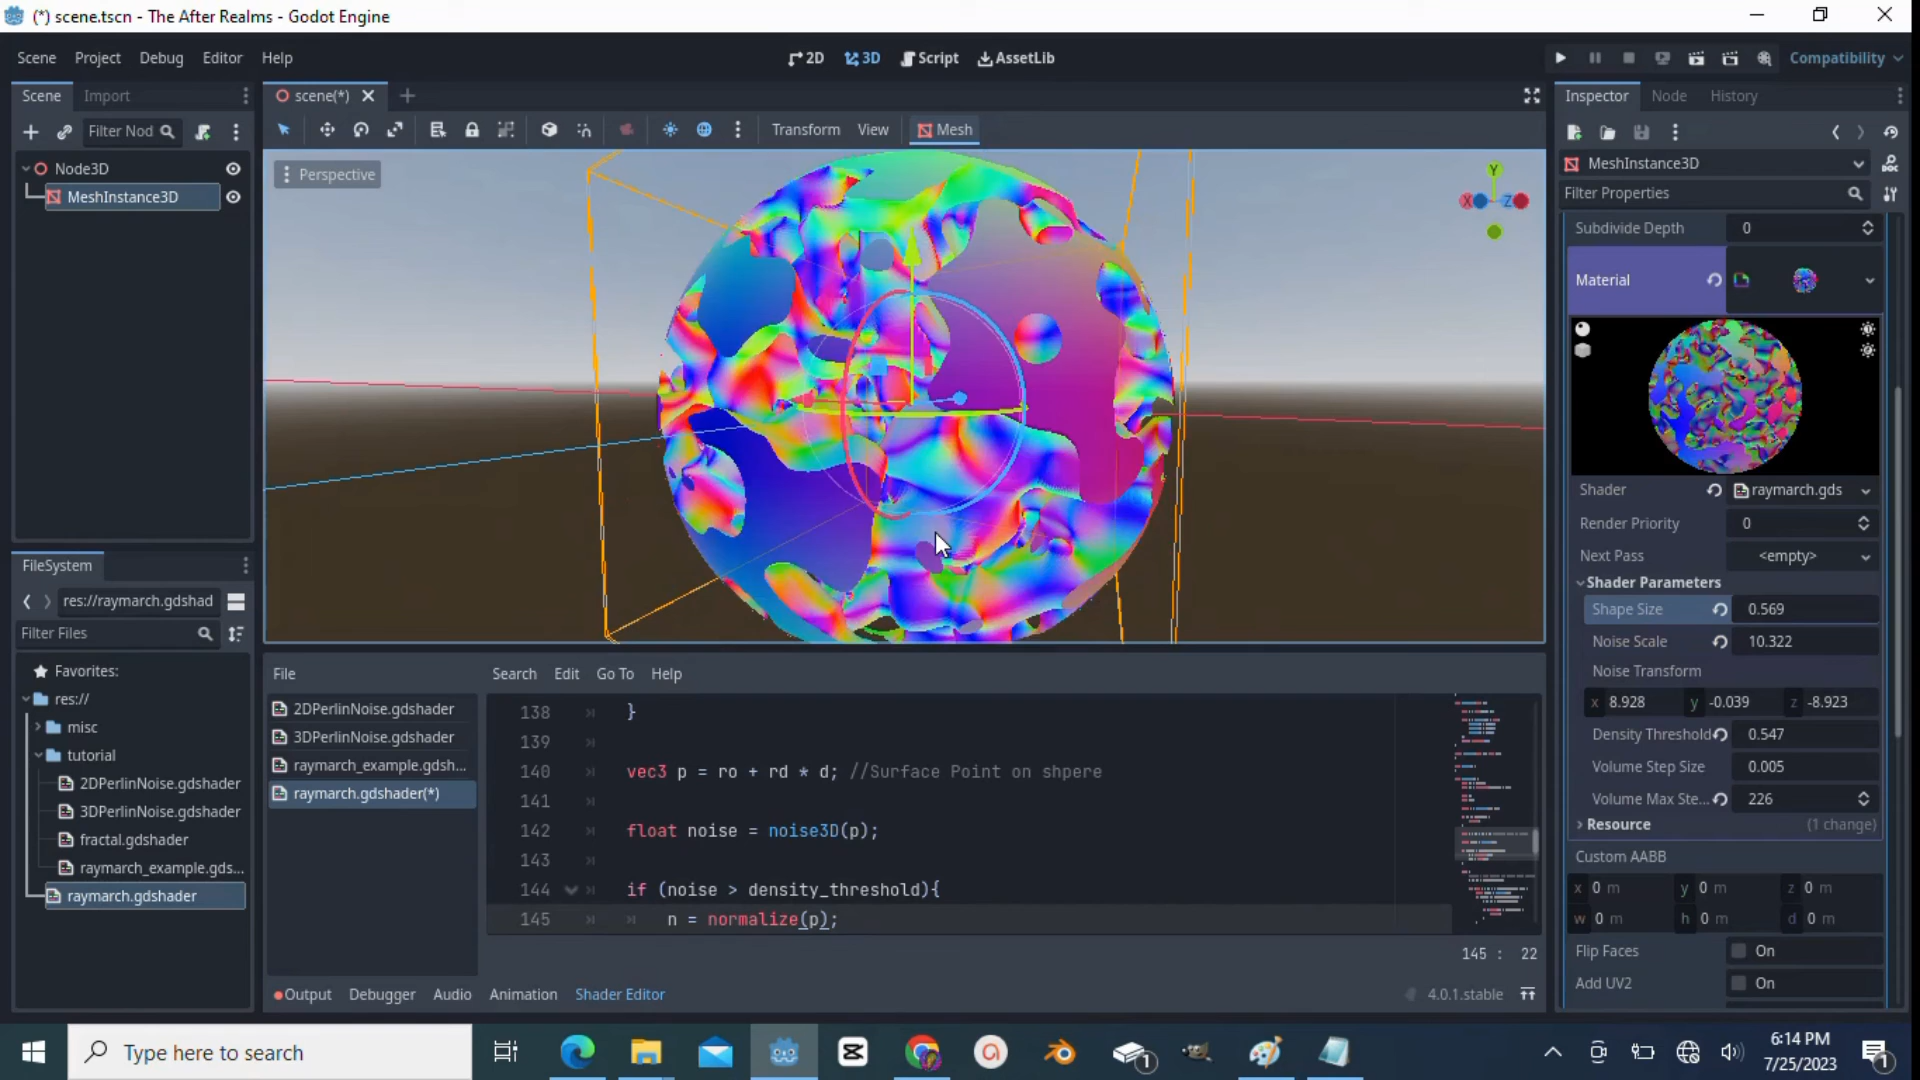 (*) scene.tscn - The After Realms - Godot Engine
Scene Project Debug Editor Help
2D 3D Script AssetLib
Compatibility
Scene Import
scene(*)
Inspector Node History
Filter Nod
Transform View Mesh
Node3D
MeshInstance3D
Perspective
Y
X Z
MeshInstance3D
Filter Properties
Subdivide Depth 0
Material
Shader raymarch.gds
Render Priority 0
Next Pass <empty>
Shader Parameters
Shape Size 0.569
Noise Scale 10.322
Noise Transform
x 8.928 y -0.039 z -8.923
Density Threshold 0.547
Volume Step Size 0.005
Volume Max Ste... 226
Resource (1 change)
Custom AABB
x 0 m y 0 m z 0 m
w 0 m h 0 m d 0 m
Flip Faces On
Add UV2 On
FileSystem
res://raymarch.gdshad
Filter Files
Favorites:
res://
misc
tutorial
2DPerlinNoise.gdshader
3DPerlinNoise.gdshader
fractal.gdshader
raymarch_example.gds...
raymarch.gdshader
File Search Edit Go To Help
2DPerlinNoise.gdshader
3DPerlinNoise.gdshader
raymarch_example.gdsh...
raymarch.gdshader(*)
138 }
139
140 vec3 p = ro + rd * d; //Surface Point on shpere
141
142 float noise = noise3D(p);
143
144 if (noise > density_threshold){
145 n = normalize(p);
145 : 22
Output Debugger Audio Animation Shader Editor
4.0.1.stable
Type here to search
1
6:14 PM
7/25/2023
1